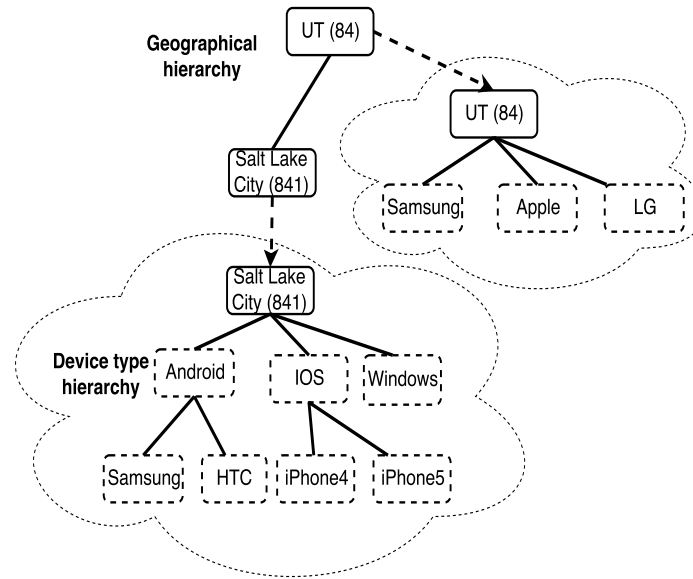 UT (84)
Geographical
hierarchy
UT (84)
Salt Lake
City (841)
Samsung
Apple
LG
Salt Lake
City (841)
Device type
hierarchy
Android
IOS
Windows
Samsung
HTC
iPhone4
iPhone5